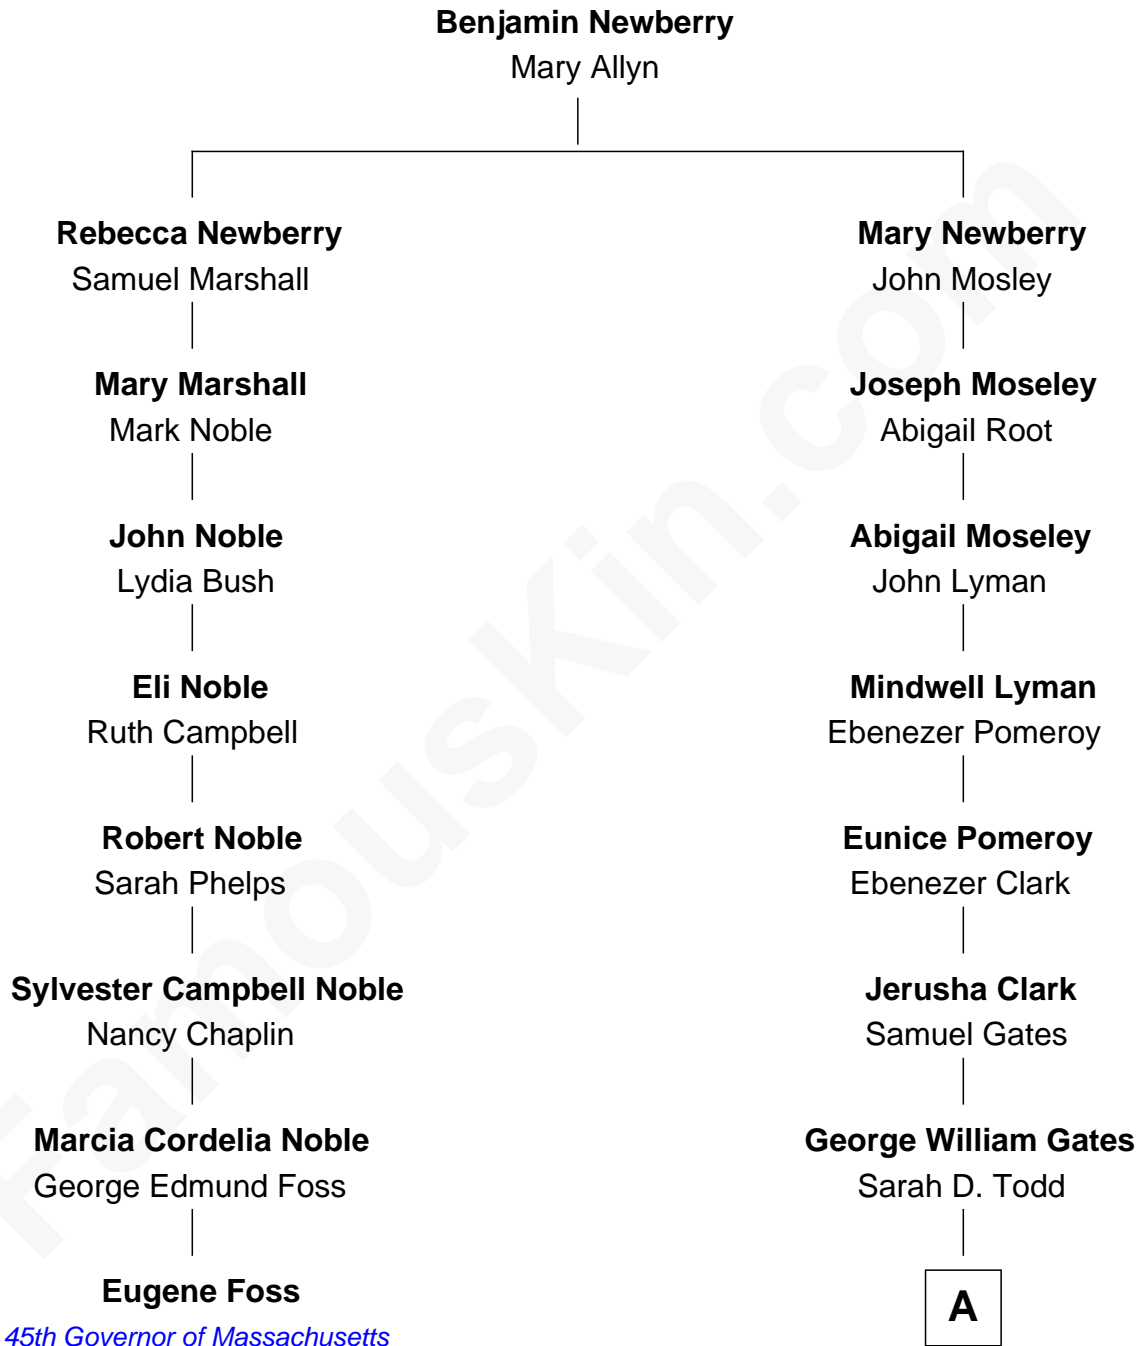 Benjamin Newberry
Mary Allyn
Rebecca Newberry
Samuel Marshall
Mary Newberry
John Mosley
Mary Marshall
Mark Noble
Joseph Moseley
Abigail Root
John Noble
Lydia Bush
Abigail Moseley
John Lyman
Eli Noble
Ruth Campbell
Mindwell Lyman
Ebenezer Pomeroy
Robert Noble
Sarah Phelps
Eunice Pomeroy
Ebenezer Clark
Sylvester Campbell Noble
Nancy Chaplin
Jerusha Clark
Samuel Gates
Marcia Cordelia Noble
George Edmund Foss
George William Gates
Sarah D. Todd
Eugene Foss
45th Governor of Massachusetts
A
FamousKin.com